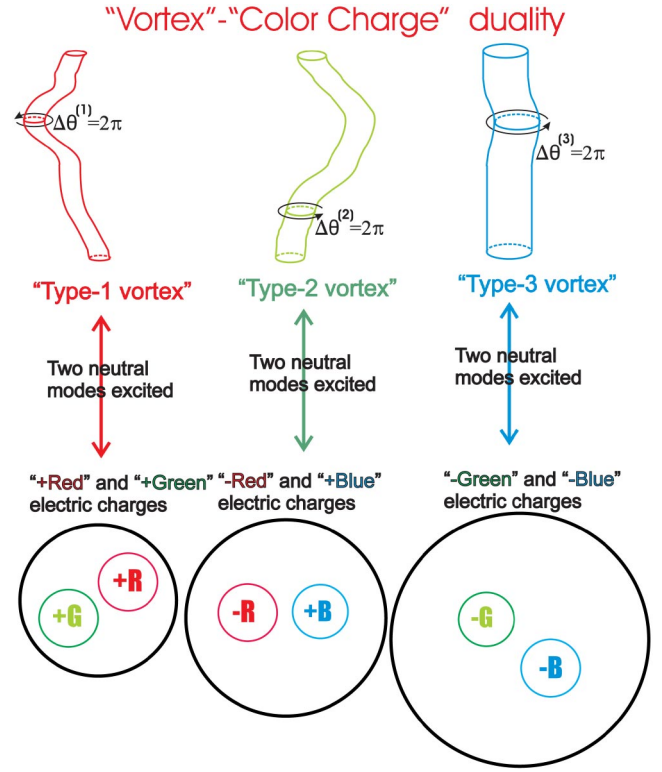 "Vortex"-"Color Charge" duality
Δθ(1)=2π
Δθ(2)=2π
Δθ(3)=2π
"Type-1 vortex"
"Type-2 vortex"
"Type-3 vortex"
Two neutral
modes excited
Two neutral
modes excited
Two neutral
modes excited
"+Red" and "+Green"
electric charges
"-Red" and "+Blue"
electric charges
"-Green" and "-Blue"
electric charges
+R
+G
-R
+B
-G
-B